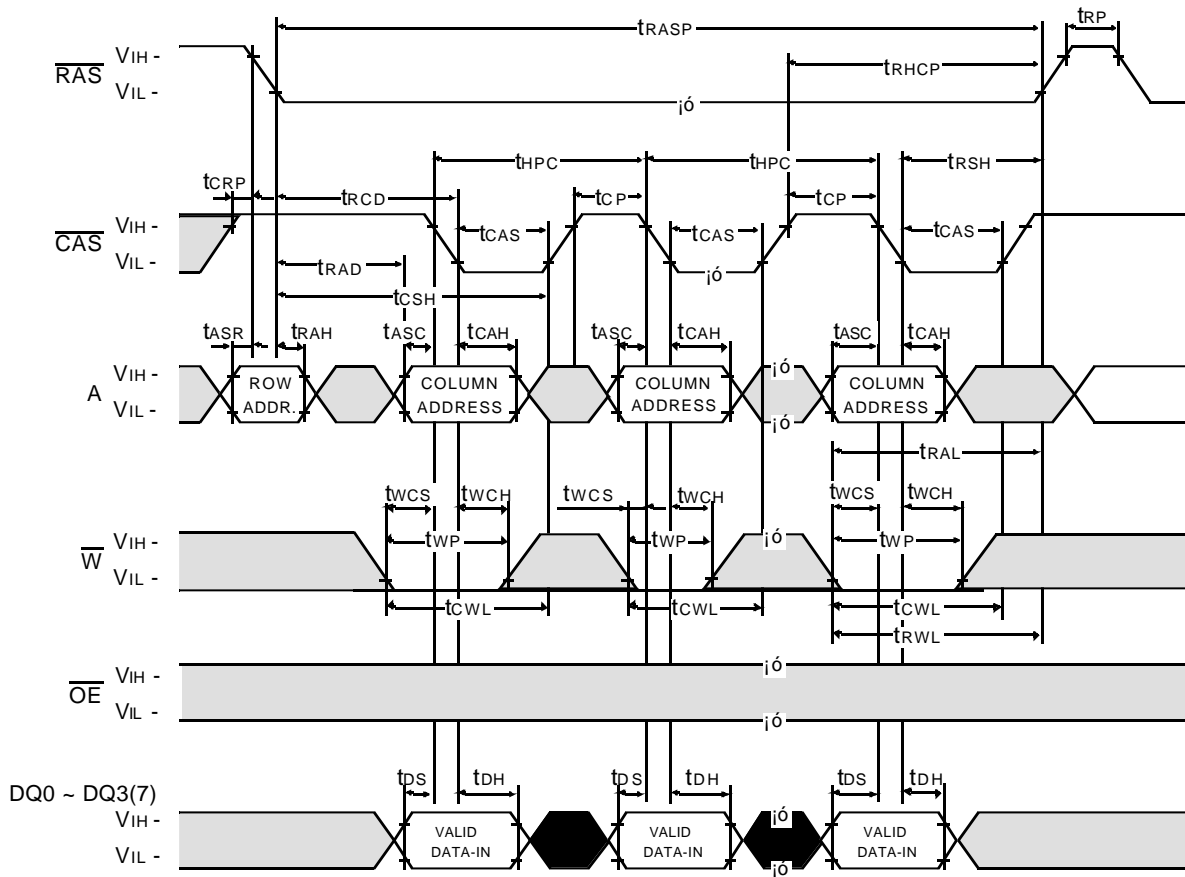 tRASP
tRP
RAS
VIH -
VIL -
tRHCP
¡ó
tHPC
tHPC
tRSH
tCRP
tRCD
tCP
tCP
CAS
VIH -
VIL -
tCAS
tCAS
tCAS
¡ó
tRAD
tCSH
tASR
tRAH
tASC
tCAH
tASC
tCAH
tASC
tCAH
A
VIH -
VIL -
ROW
ADDR.
COLUMN
ADDRESS
COLUMN
ADDRESS
¡ó
¡ó
COLUMN
ADDRESS
tRAL
tWCS
tWCH
tWCS
tWCH
tWCS
tWCH
W
VIH -
VIL -
tWP
tWP
¡ó
tWP
tCWL
tCWL
tCWL
tRWL
OE
VIH -
VIL -
¡ó
¡ó
tDS
tDH
tDS
tDH
tDS
tDH
DQ0 ~ DQ3(7)
VIH -
VIL -
VALID
DATA-IN
VALID
DATA-IN
¡ó
¡ó
VALID
DATA-IN